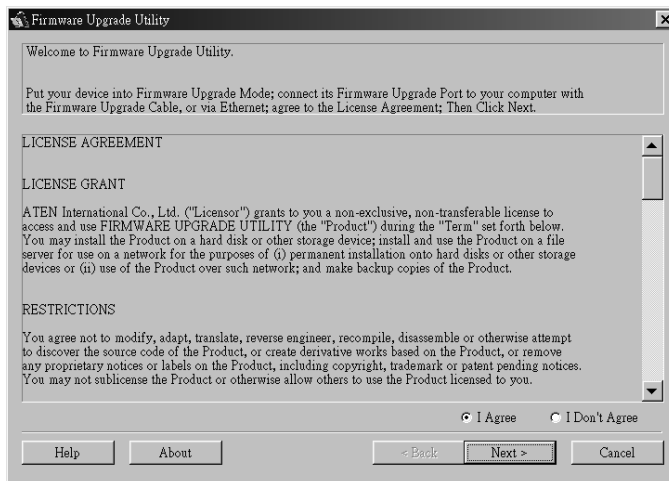 Firmware Upgrade Utility
Welcome to Firmware Upgrade Utility.
Put your device into Firmware Upgrade Mode; connect its Firmware Upgrade Port to your computer with
the Firmware Upgrade Cable, or via Ethernet; agree to the License Agreement; Then Click Next.
LICENSE AGREEMENT
LICENSE GRANT
ATEN International Co., Ltd. ("Licensor") grants to you a non-exclusive, non-transferable license to
access and use FIRMWARE UPGRADE UTILITY (the "Product") during the "Term" set forth below.
You may install the Product on a hard disk or other storage device; install and use the Product on a file
server for use on a network for the purposes of (i) permanent installation onto hard disks or other storage
devices or (ii) use of the Product over such network; and make backup copies of the Product.
RESTRICTIONS
You agree not to modify, adapt, translate, reverse engineer, recompile, disassemble or otherwise attempt
to discover the source code of the Product, or create derivative works based on the Product, or remove
any proprietary notices or labels on the Product, including copyright, trademark or patent pending notices.
You may not sublicense the Product or otherwise allow others to use the Product licensed to you.
I Agree I Don't Agree
Help About < Back Next > Cancel